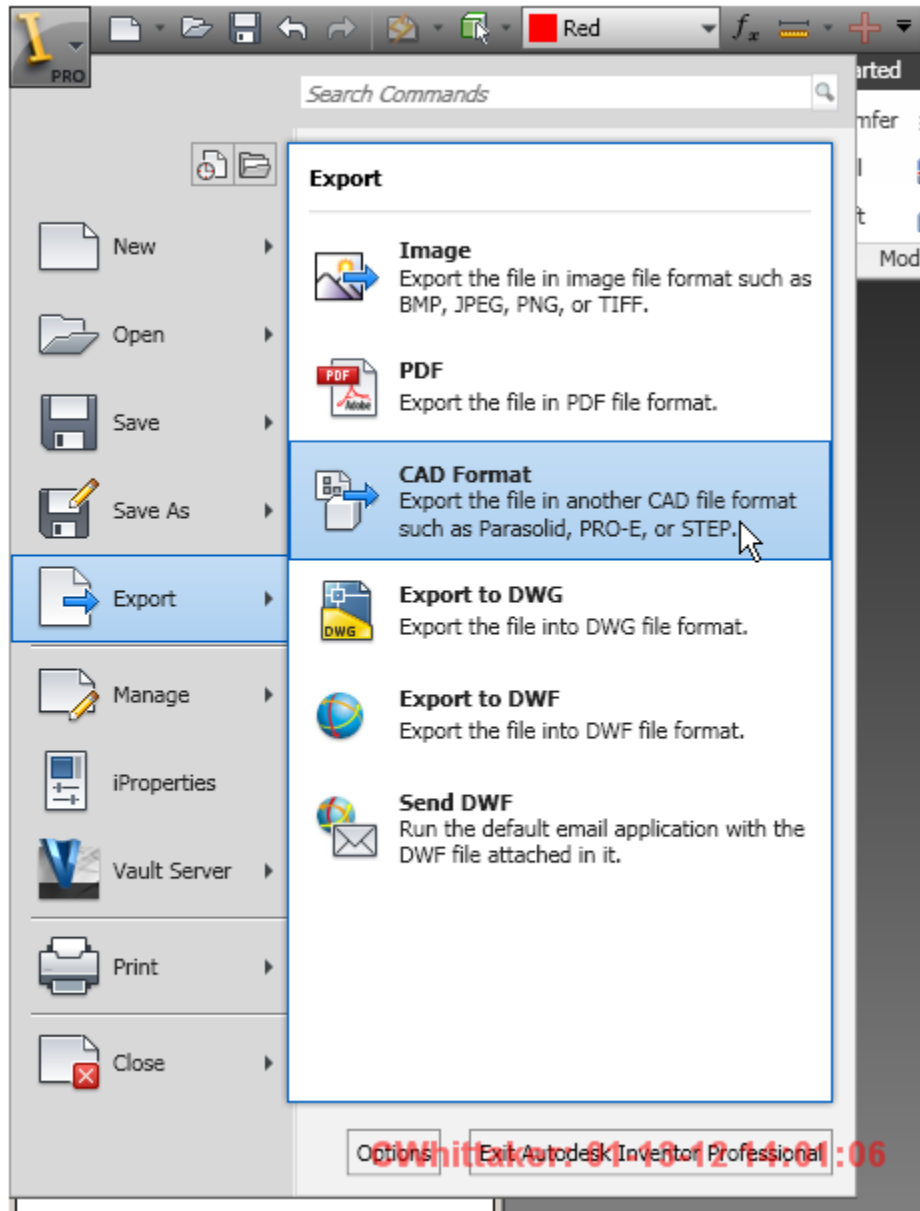 Red
fx
PRO
arted
Search Commands
mfer
Export
New
Image
Export the file in image file format such as
BMP, JPEG, PNG, or TIFF.
Mod
Open
PDF
PDF
Adobe
Export the file in PDF file format.
Save
CAD Format
Export the file in another CAD file format
such as Parasolid, PRO-E, or STEP.
Save As
Export
Export to DWG
DWG
Export the file into DWG file format.
Manage
Export to DWF
Export the file into DWF file format.
iProperties
Send DWF
Run the default email application with the
DWF file attached in it.
Vault Server
Print
Close
Options
Exit Autodesk Inventor Professional
CWhittaker: 01-13-12 14:01:06